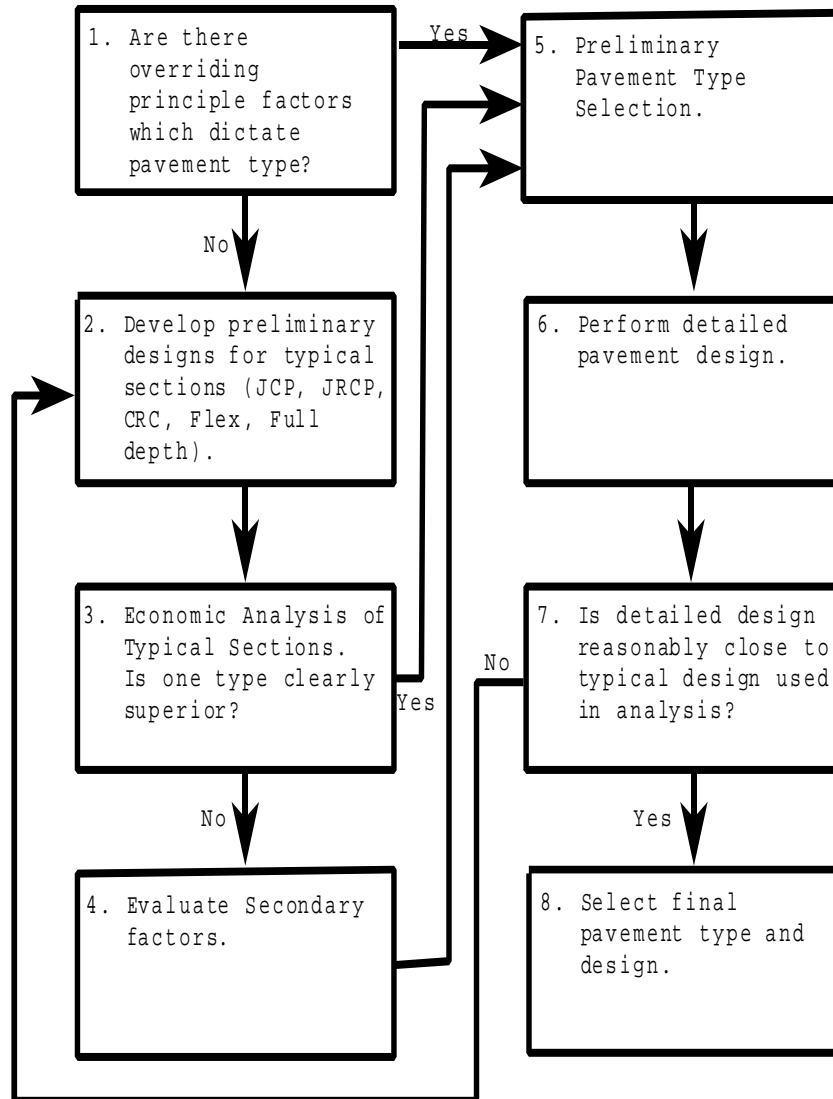 1. Are there
overriding
principle factors
which dictate
pavement type?
Yes
No
2. Develop preliminary
designs for typical
sections (JCP, JRCP,
CRC, Flex, Full
depth).
3. Economic Analysis of
Typical Sections.
Is one type clearly
superior?
Yes
No
4. Evaluate Secondary
factors.
5. Preliminary
Pavement Type
Selection.
6. Perform detailed
pavement design.
7. Is detailed design
reasonably close to
typical design used
in analysis?
No
Yes
8. Select final
pavement type and
design.